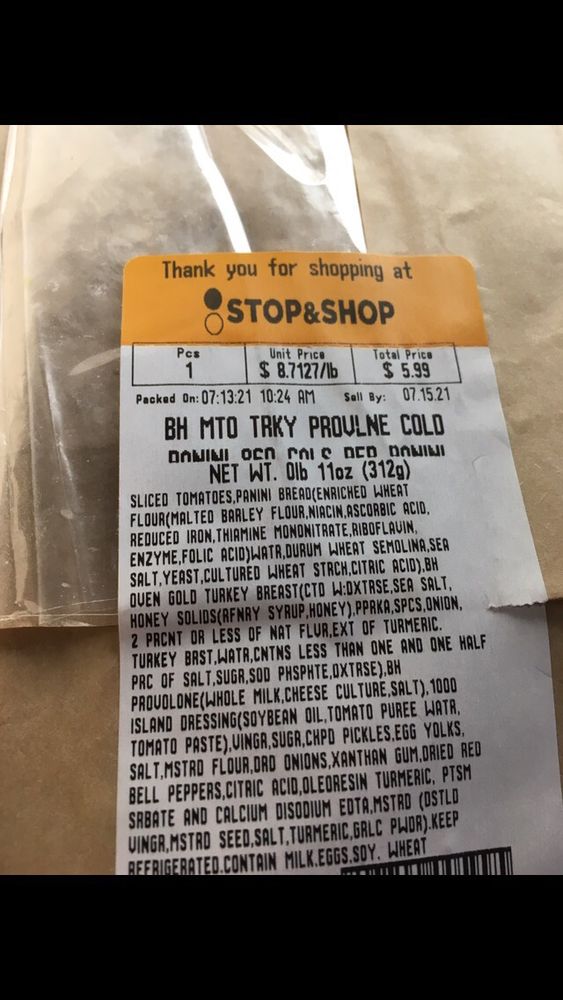 Thank you for shopping at
STOP&SHOP
Pcs Unit Price Total Price
1 $ 8.7127/lb $ 5.99
Packed On: 07:13:21 10:24 AM Sell By: 07.15.21
BH MTO TRKY PROVLNE COLD
PANINI PANINI
NET WT. 0lb 11oz (312g)
SLICED TOMATOES,PANINI BREAD(ENRICHED WHEAT
FLOUR(MALTED BARLEY FLOUR,NIACIN,ASCORBIC ACID,
REDUCED IRON,THIAMINE MONONITRATE,RIBOFLAVIN,
ENZYME,FOLIC ACID)WATR,DURUM WHEAT SEMOLINA,SEA
SALT,YEAST,CULTURED WHEAT STRCH,CITRIC ACID),BH
OVEN GOLD TURKEY BREAST(CTD W:DXTRSE,SEA SALT,
HONEY SOLIDS(RFNRY SYRUP,HONEY),PPRKA,SPCS,ONION,
2 PRCNT OR LESS OF NAT FLVR,EXT OF TURMERIC.
TURKEY BRST,WATR,CNTNS LESS THAN ONE AND ONE HALF
PRC OF SALT,SUGR,SOD PHSPHTE,DXTRSE),BH
PROVOLONE(WHOLE MILK,CHEESE CULTURE,SALT),1000
ISLAND DRESSING(SOYBEAN OIL,TOMATO PUREE WATR,
TOMATO PASTE),VINGR,SUGR,CHPD PICKLES,EGG YOLKS,
SALT,MSTRD FLOUR,DRD ONIONS,XANTHAN GUM,DRIED RED
BELL PEPPERS,CITRIC ACID,OLEORESIN TURMERIC, PTSM
SRBATE AND CALCIUM DISODIUM EDTA,MSTRD (DSTLD
VINGR,MSTRD SEED,SALT,TURMERIC,GRLC PWDR).KEEP
REFRIGERATED.CONTAIN MILK.EGGS.SOY. WHEAT